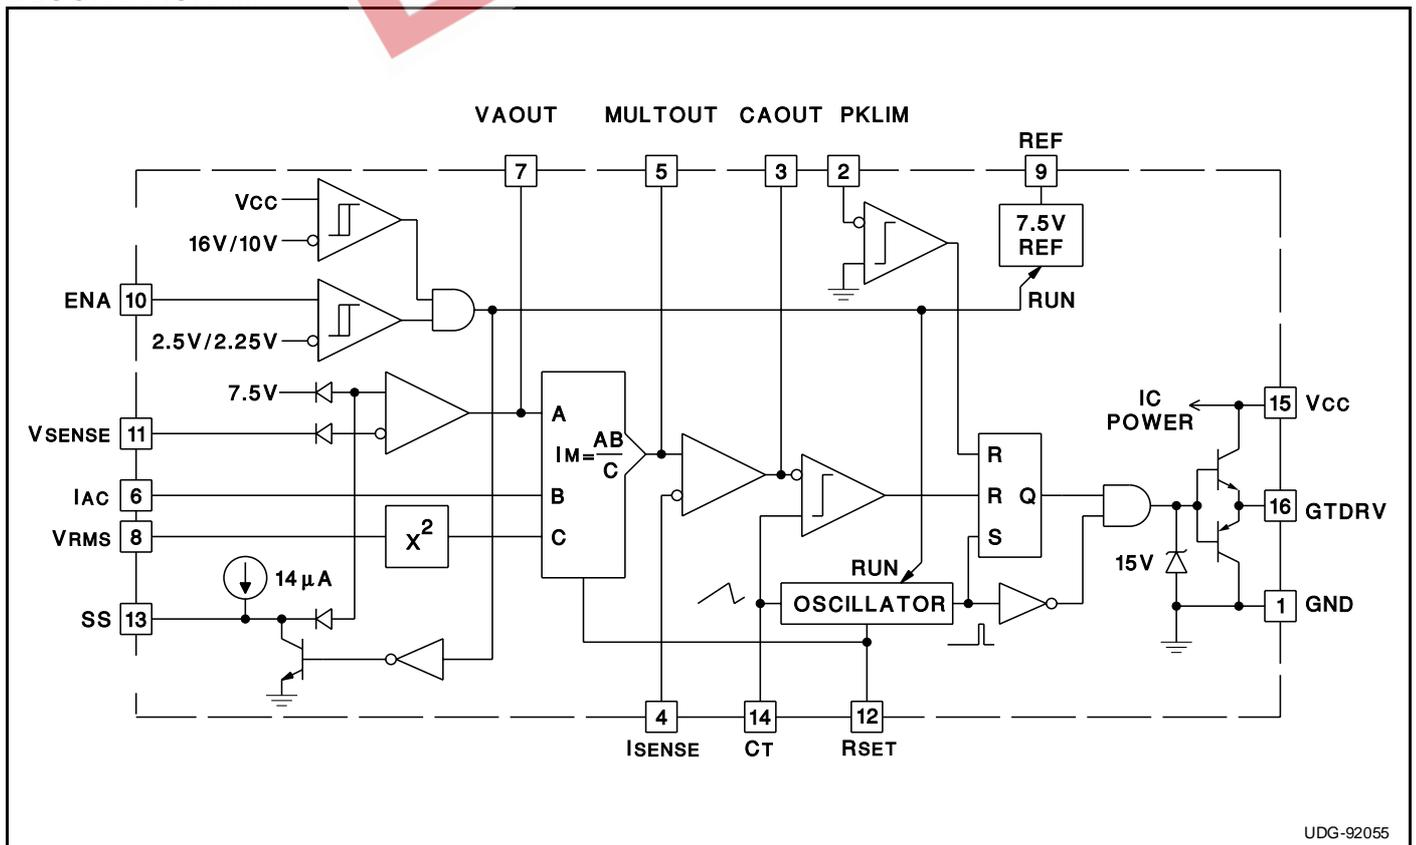 VAOUT MULTOUT CAOUT PKLIM
REF
7 5 3 2 9
VCC
16V/10V
7.5V
REF
ENA 10
RUN
2.5V/2.25V
7.5V
VSENSE 11
A
IM=AB/C
B
C
IAC 6
VRMS 8
X²
R
R Q
S
IC
POWER
15 VCC
16 GTDRV
15V
1 GND
14µA
SS 13
RUN
OSCILLATOR
4 14 12
ISENSE CT RSET
UDG-92055